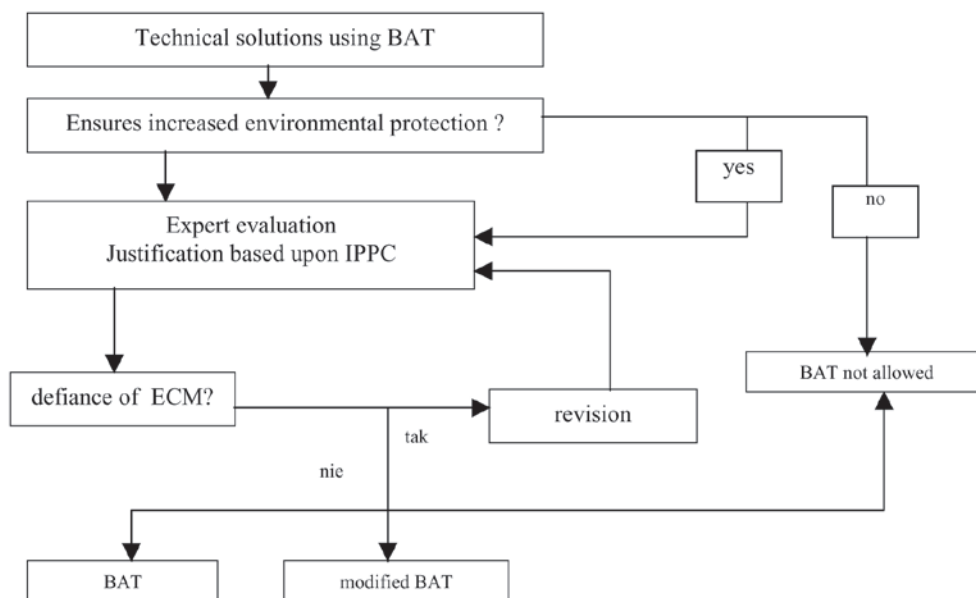 Technical solutions using BAT
Ensures increased environmental protection ?
yes
no
Expert evaluation
Justification based upon IPPC
BAT not allowed
defiance of ECM?
revision
tak
nie
BAT
modified BAT